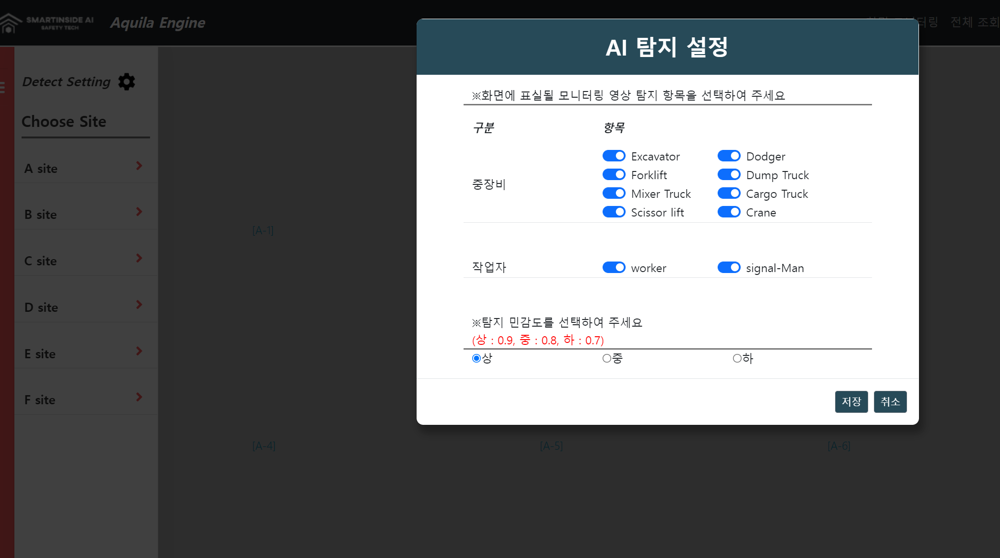 SMARTINSIDE AI
SAFETY TECH
Aquila Engine
터링
전체 조회
Detect Setting
Choose Site
A site
B site
C site
D site
E site
F site
[A-1]
[A-4]
[A-5]
[A-6]
AI 탐지 설정
※화면에 표실될 모니터링 영상 탐지 항목을 선택하여 주세요
구분 항목
중장비
Excavator Dodger
Forklift Dump Truck
Mixer Truck Cargo Truck
Scissor lift Crane
작업자 worker signal-Man
※탐지 민감도를 선택하여 주세요
(상 : 0.9, 중 : 0.8, 하 : 0.7)
상 중 하
저장 취소